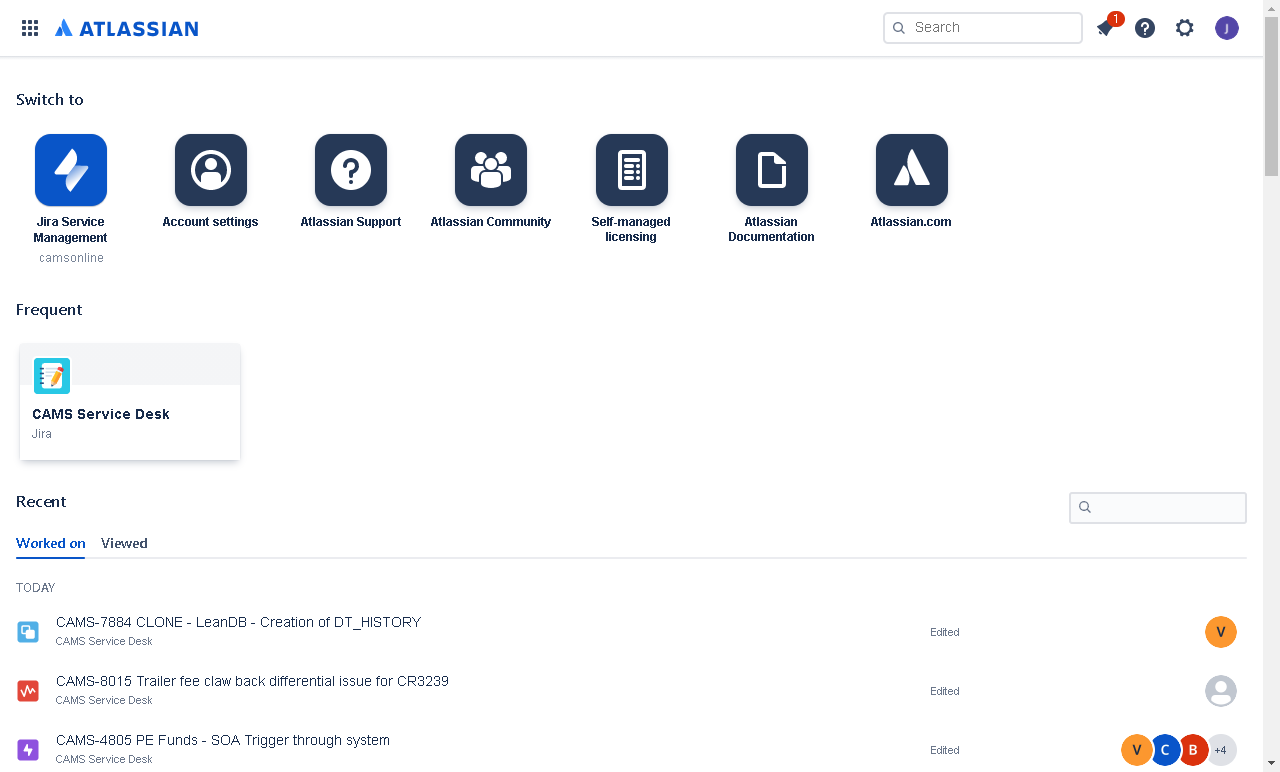 ATLASSIAN
Search
1
J
Switch to
Jira Service
Management
camsonline
Account settings
Atlassian Support
Atlassian Community
Self-managed
licensing
Atlassian
Documentation
Atlassian.com
Frequent
CAMS Service Desk
Jira
Recent
Worked on Viewed
TODAY
CAMS-7884 CLONE - LeanDB - Creation of DT_HISTORY
CAMS Service Desk
Edited
V
CAMS-8015 Trailer fee claw back differential issue for CR3239
CAMS Service Desk
Edited
CAMS-4805 PE Funds - SOA Trigger through system
CAMS Service Desk
Edited
V C B +4